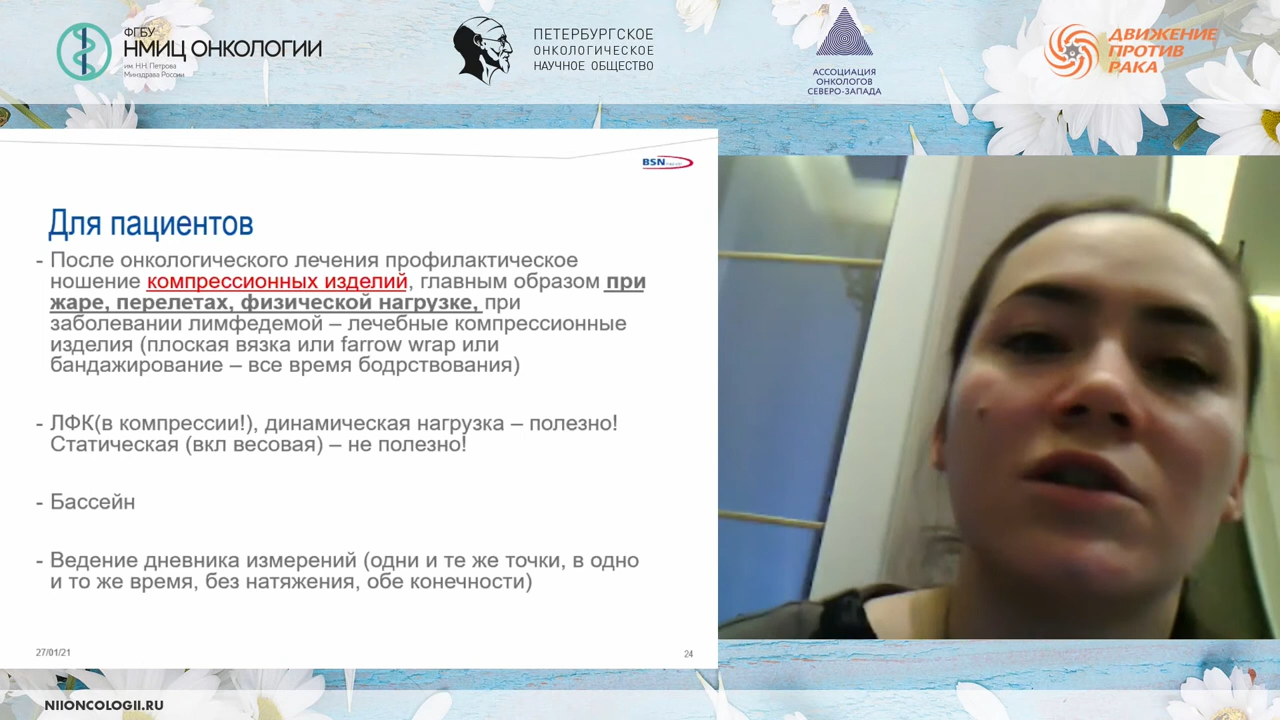 ФГБУ
НМИЦ ОНКОЛОГИИ
им. Н.Н. Петрова
Минздрава России
ПЕТЕРБУРГСКОЕ
ОНКОЛОГИЧЕСКОЕ
НАУЧНОЕ ОБЩЕСТВО
АССОЦИАЦИЯ
ОНКОЛОГОВ
СЕВЕРО-ЗАПАДА
ДВИЖЕНИЕ
ПРОТИВ
РАКА
BSN
Для пациентов
- После онкологического лечения профилактическое
ношение компрессионных изделий, главным образом при
жаре, перелетах, физической нагрузке, при
заболевании лимфедемой – лечебные компрессионные
изделия (плоская вязка или farrow wrap или
бандажирование – все время бодрствования)
- ЛФК(в компрессии!), динамическая нагрузка – полезно!
Статическая (вкл весовая) – не полезно!
- Бассейн
- Ведение дневника измерений (одни и те же точки, в одно
и то же время, без натяжения, обе конечности)
27/01/21
24
NIIONCOLOGII.RU